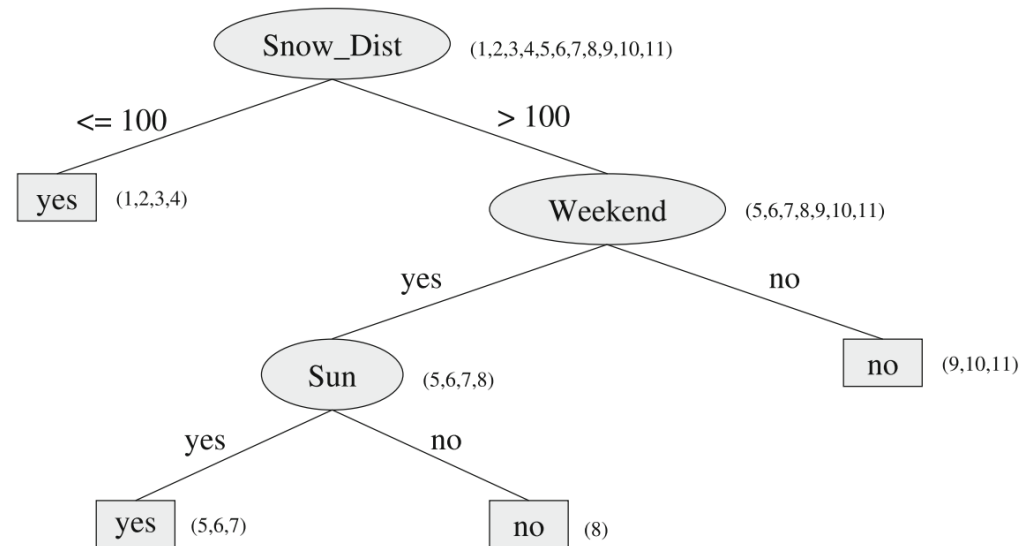 Snow_Dist (1,2,3,4,5,6,7,8,9,10,11)
<= 100 > 100
yes (1,2,3,4)
Weekend (5,6,7,8,9,10,11)
yes no
Sun (5,6,7,8)
no (9,10,11)
yes no
yes (5,6,7)
no (8)